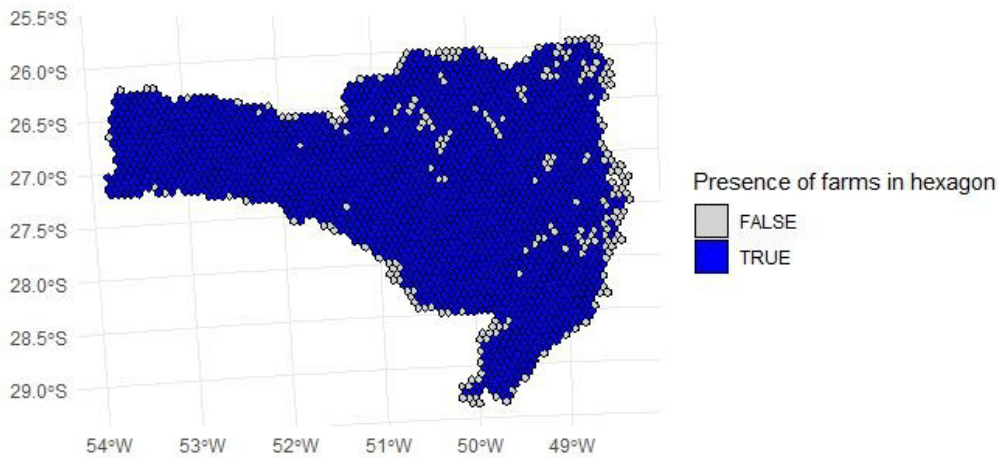 25.5°S
26.0°S
26.5°S
27.0°S
27.5°S
28.0°S
28.5°S
29.0°S
54°W 53°W 52°W 51°W 50°W 49°W
Presence of farms in hexagon
FALSE
TRUE